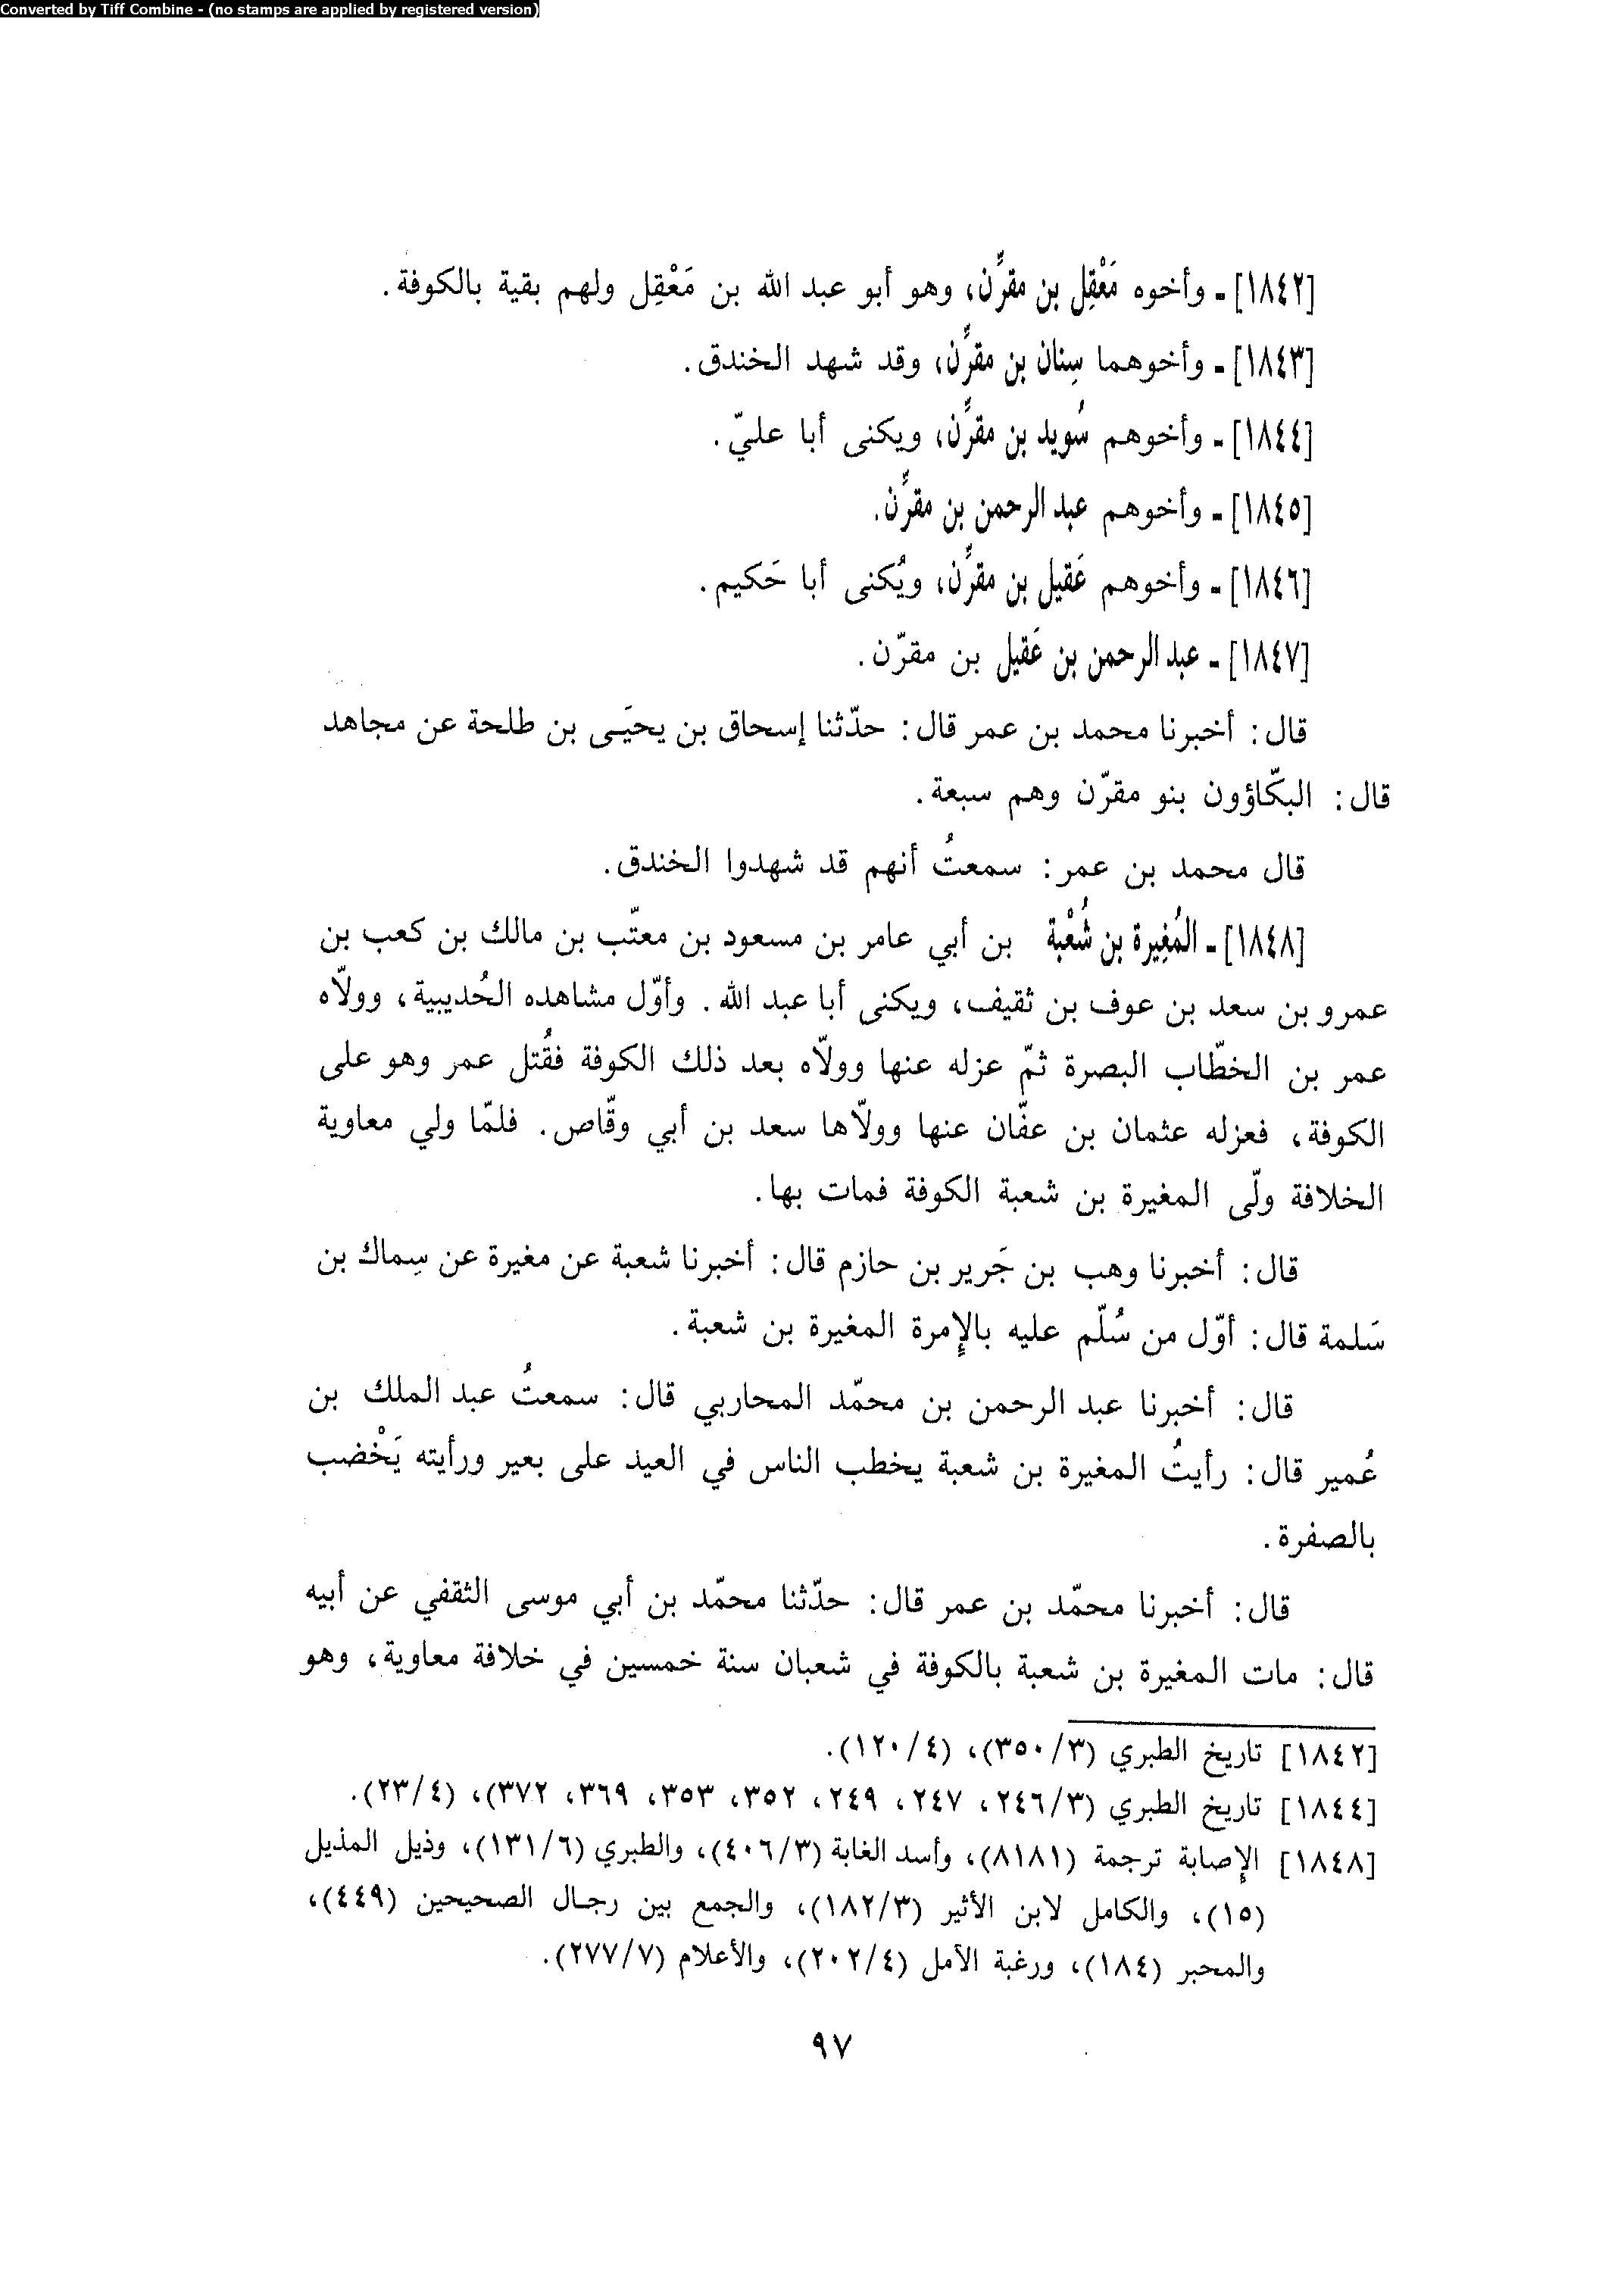 Converted by Tiff Combine - (no stamps are applied by registered version)
[١٨٤٢] - وأخوه مَعْقِل بن مقرِّن، وهو أبو عبد الله بن مَعْقِل ولهم بقية بالكوفة.
[١٨٤٣] - وأخوهما سِنان بن مقرِّن، وقد شهد الخندق.
[١٨٤٤] - وأخوهم سُويد بن مقرِّن، ويكنى أبا عليّ.
[١٨٤٥] - وأخوهم عبد الرحمن بن مقرِّن.
[١٨٤٦] - وأخوهم عَقيل بن مقرِّن، ويُكنى أبا حَكيم.
[١٨٤٧] - عبد الرحمن بن عَقيل بن مقرّن.
قال: أخبرنا محمد بن عمر قال: حدّثنا إسحاق بن يحيَى بن طلحة عن مجاهد
قال: البكّاؤون بنو مقرّن وهم سبعة.
قال محمد بن عمر: سمعتُ أنهم قد شهدوا الخندق.
[١٨٤٨] - المُغِيرة بن شُعْبة بن أبي عامر بن مسعود بن معتّب بن مالك بن كعب بن
عمرو بن سعد بن عوف بن ثقيف، ويكنى أبا عبد الله. وأوّل مشاهده الحُديبية، وولاّه
عمر بن الخطّاب البصرة ثمّ عزله عنها وولاّه بعد ذلك الكوفة فقُتل عمر وهو على
الكوفة، فعزله عثمان بن عفّان عنها وولاّها سعد بن أبي وقّاص. فلمّا ولي معاوية
الخلافة ولّى المغيرة بن شعبة الكوفة فمات بها.
قال: أخبرنا وهب بن جَرير بن حازم قال: أخبرنا شعبة عن مغيرة عن سِماك بن
سَلمة قال: أوّل من سُلّم عليه بالإمرة المغيرة بن شعبة.
قال: أخبرنا عبد الرحمن بن محمّد المحاربي قال: سمعتُ عبد الملك بن
عُمير قال: رأيتُ المغيرة بن شعبة يخطب الناس في العيد على بعير ورأيته يَخْضب
بالصفرة.
قال: أخبرنا محمّد بن عمر قال: حدّثنا محمّد بن أبي موسى الثقفي عن أبيه
قال: مات المغيرة بن شعبة بالكوفة في شعبان سنة خمسين في خلافة معاوية، وهو
[١٨٤٢] تاريخ الطبري (٣/ ٣٥٠)، (٤/ ١٢٠).
[١٨٤٤] تاريخ الطبري (٣/ ٢٤٦، ٢٤٧، ٢٤٩، ٣٥٢، ٣٥٣، ٣٦٩، ٣٧٢)، (٤/ ٢٣).
[١٨٤٨] الإصابة ترجمة (٨١٨١)، وأسد الغابة (٣/ ٤٠٦)، والطبري (٦/ ١٣١)، وذيل المذيل
(١٥)، والكامل لابن الأثير (٣/ ١٨٢)، والجمع بين رجال الصحيحين (٤٤٩)،
والمحبر (١٨٤)، ورغبة الأمل (٤/ ٢٠٢)، والأعلام (٧/ ٢٧٧).
٩٧